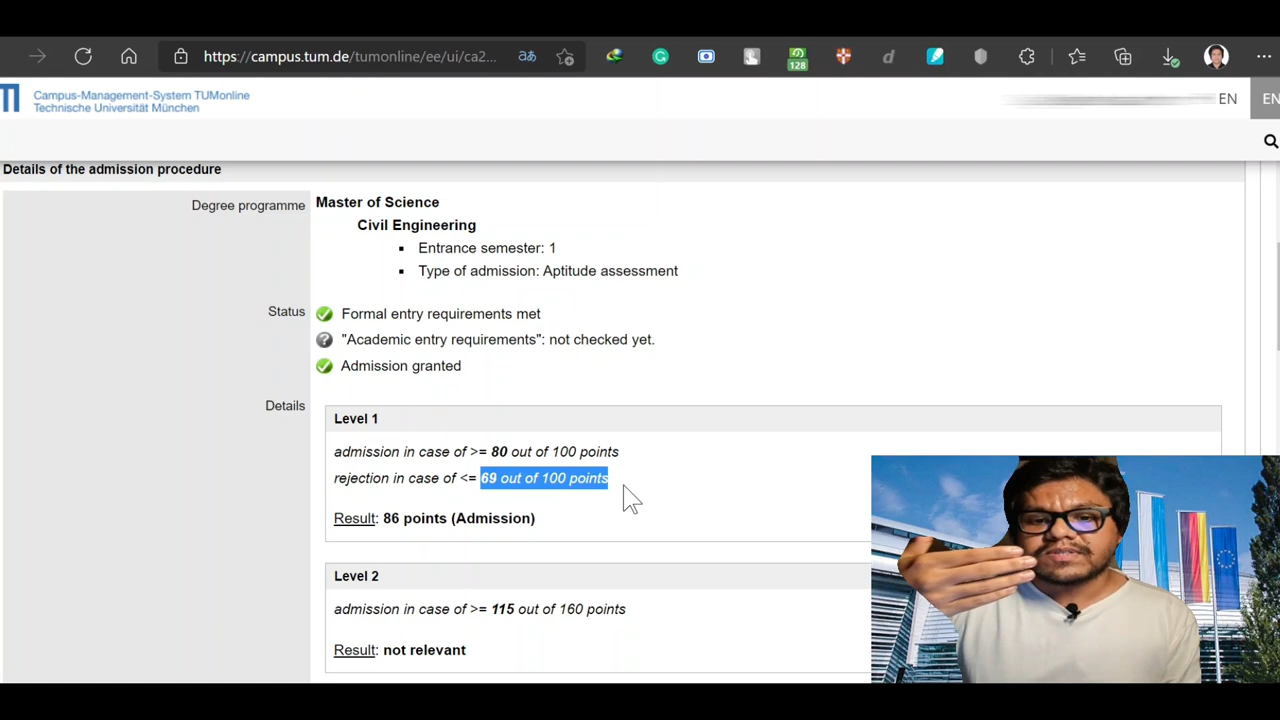 https://campus.tum.de/tumonline/ee/ui/ca2...
aあ
G
128
d
Campus-Management-System TUMonline
Technische Universität München
EN
EN
Details of the admission procedure
Degree programme
Master of Science
Civil Engineering
Entrance semester: 1
Type of admission: Aptitude assessment
Status
Formal entry requirements met
"Academic entry requirements": not checked yet.
Admission granted
Details
Level 1
admission in case of >= 80 out of 100 points
rejection in case of <= 69 out of 100 points
Result: 86 points (Admission)
Level 2
admission in case of >= 115 out of 160 points
Result: not relevant